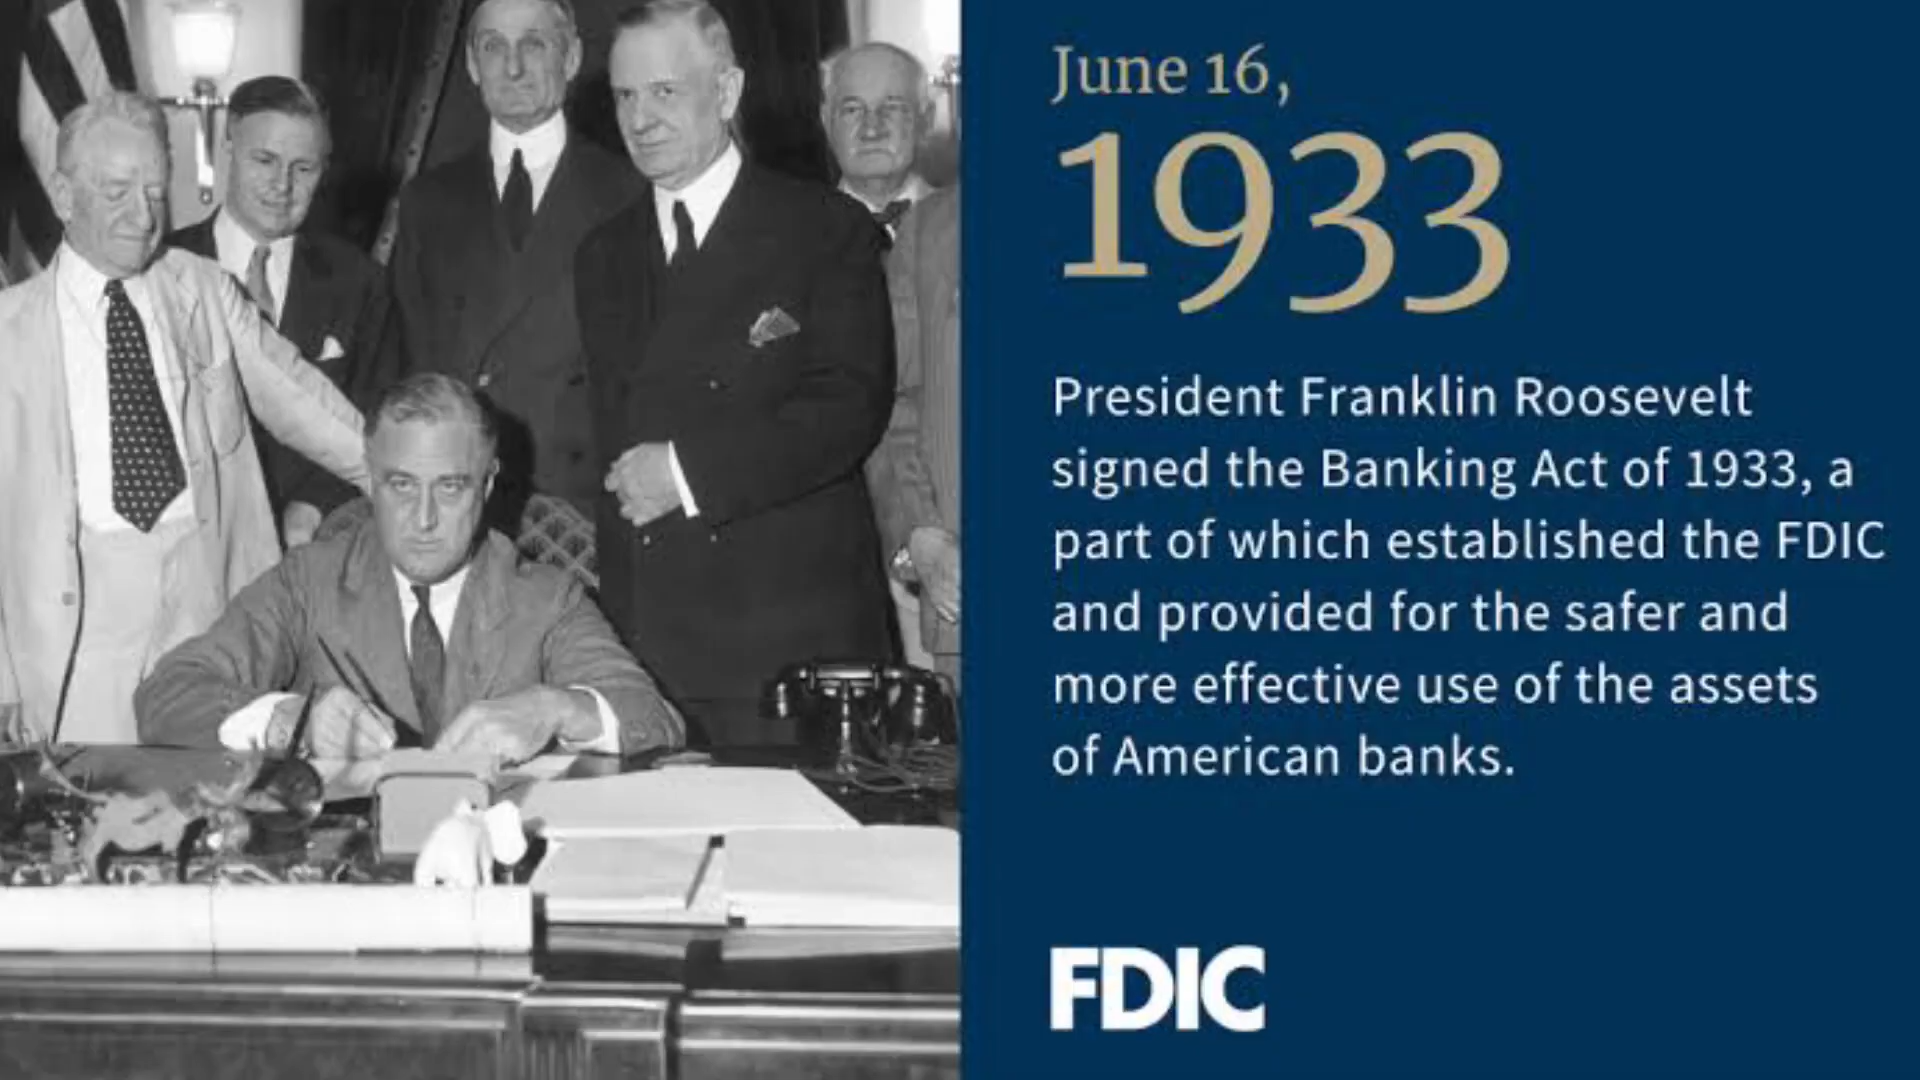 June 16,
1933
President Franklin Roosevelt
signed the Banking Act of 1933, a
part of which established the FDIC
and provided for the safer and
more effective use of the assets
of American banks.
FDIC